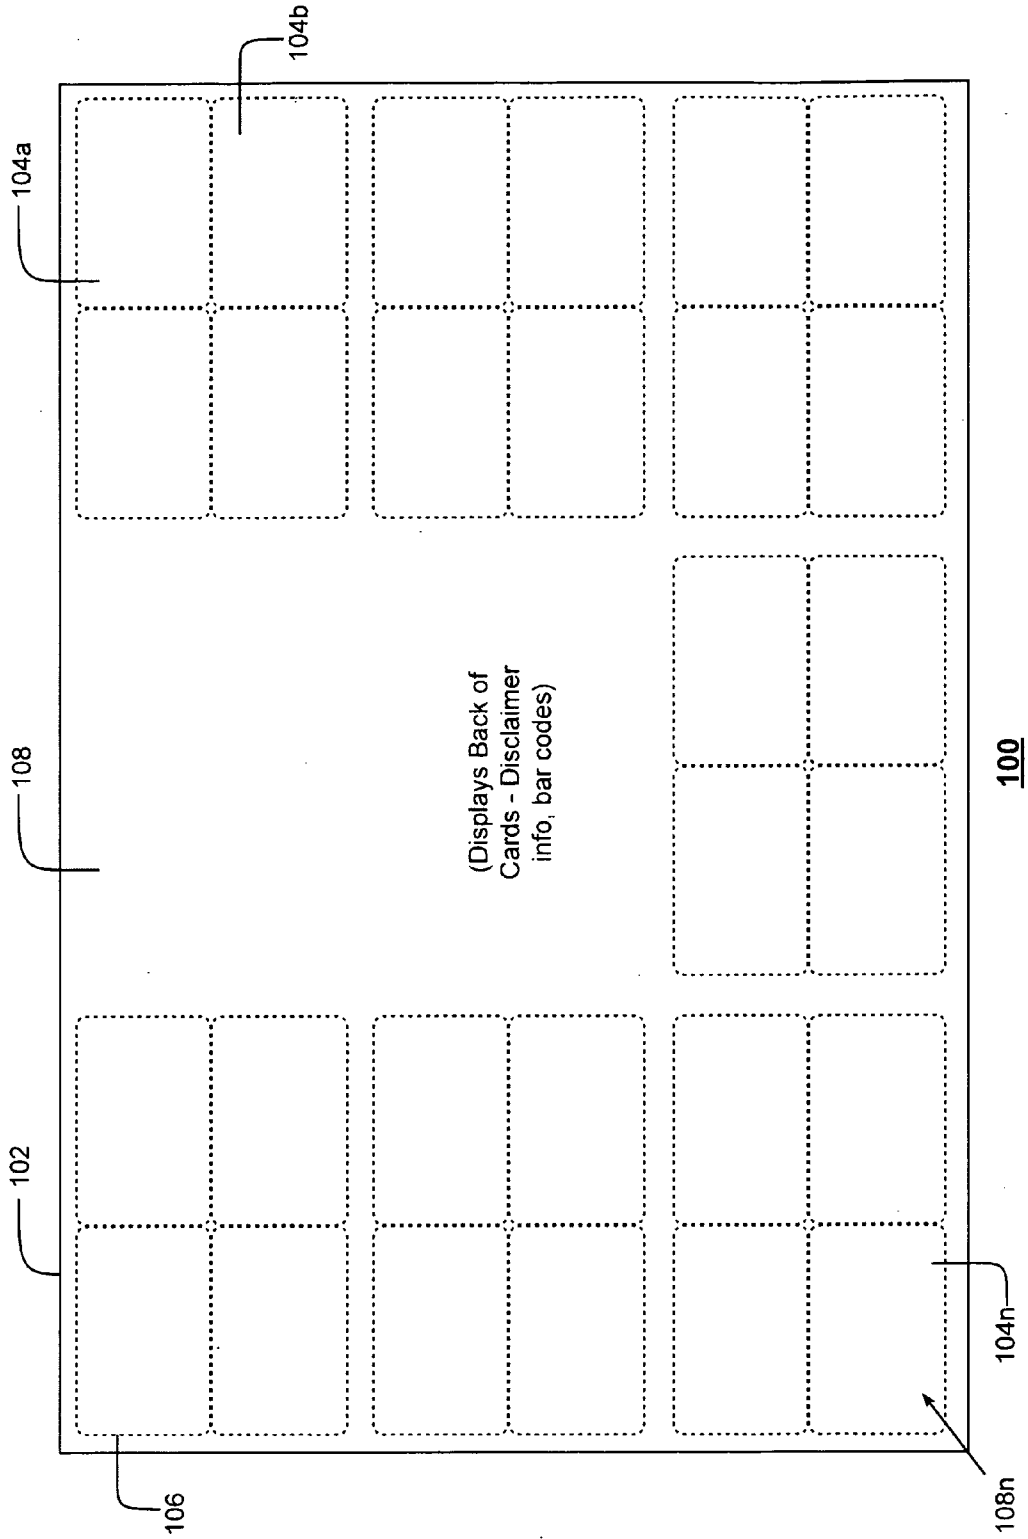 102
108
104a
104b
106
(Displays Back of
Cards - Disclaimer
info, bar codes)
108n
104n
100